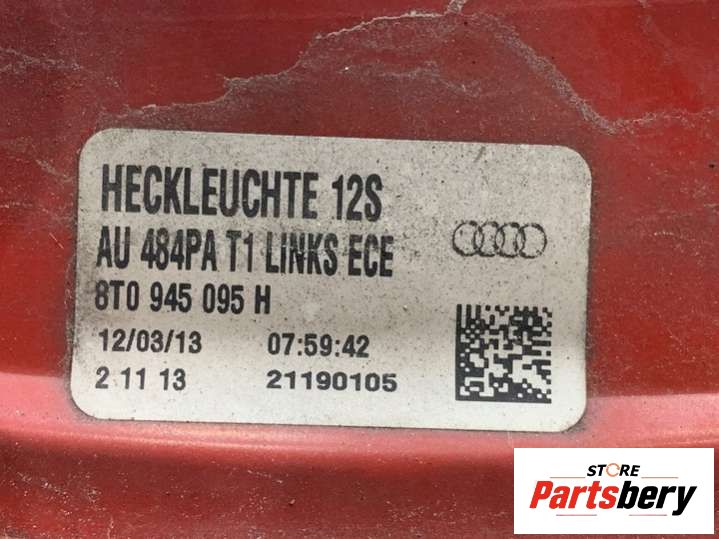 HECKLEUCHTE 12S
AU 484PA T1 LINKS ECE
8T0 945 095 H
12/03/13 07:59:42
2 11 13 21190105
STORE
Partsbery